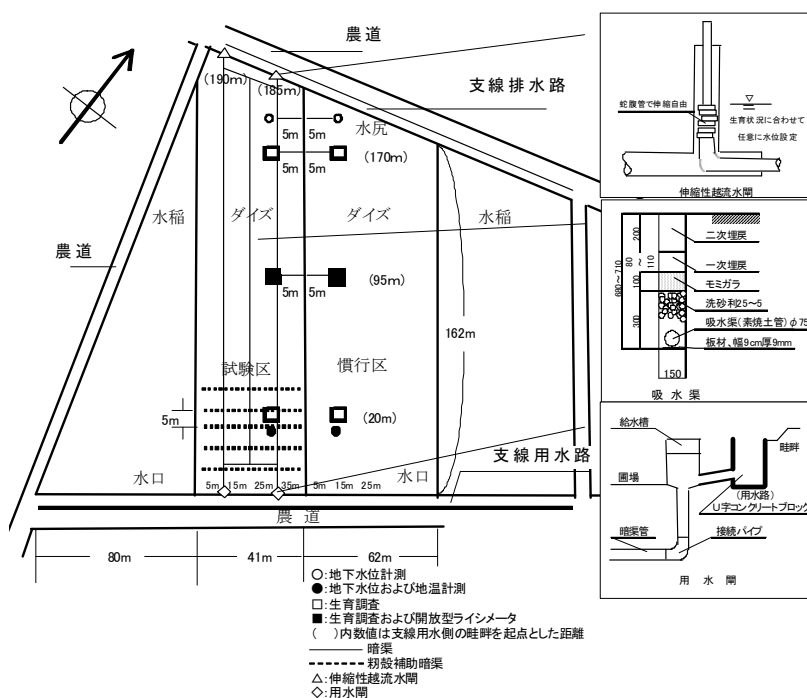 農道
支線排水路
(190m)
(185m)
水尻
5m 5m
5m 5m
(170m)
水稲
ダイズ
ダイズ
水稲
農道
(95m)
5m 5m
162m
試験区
慣行区
5m
(20m)
水口
水口
支線用水路
5m 15m 25m 35m 5m 15m 25m
農道
80m
41m
62m
○:地下水位計測
●:地下水位および地温計測
□:生育調査
■:生育調査および開放型ライシメータ
( )内数値は支線用水側の畦畔を起点とした距離
暗渠
籾殻補助暗渠
△:伸縮性越流水閘
◇:用水閘
蛇腹管で伸縮自由
生育状況に合わせて
任意に水位設定
伸縮性越流水閘
680~710
200
80~110
100
300
二次埋戻
一次埋戻
モミガラ
洗砂利25~5
吸水渠(素焼土管)φ75
板材、幅9cm厚9mm
150
吸水渠
給水槽
畦畔
圃場
(用水路)
U字コンクリートブロック
暗渠管
接続パイプ
用水閘